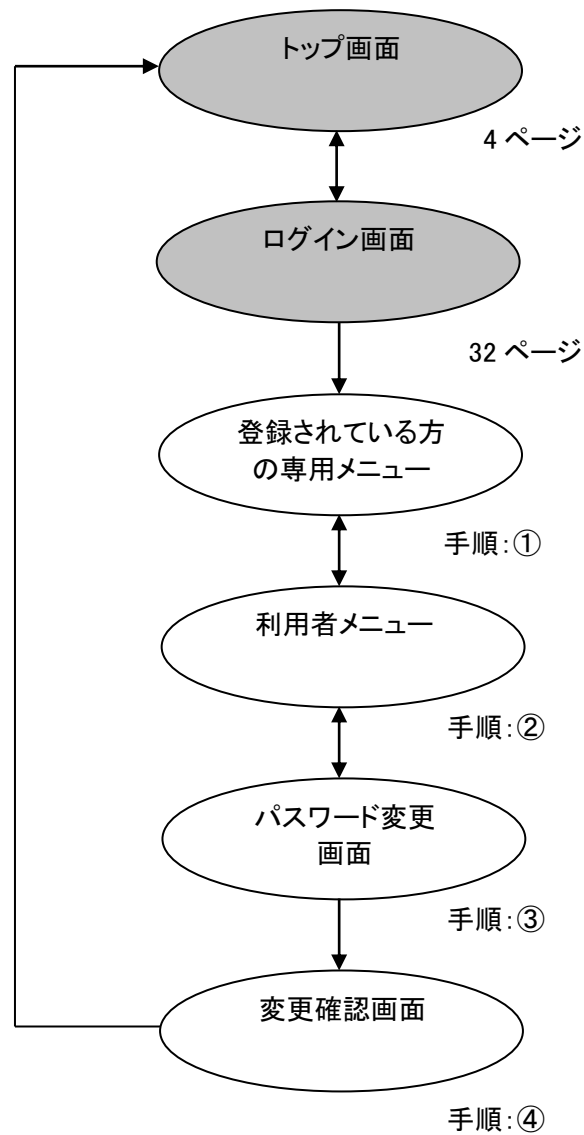 トップ画面
4 ページ
ログイン画面
32 ページ
登録されている方
の専用メニュー
手順:①
利用者メニュー
手順:②
パスワード変更
画面
手順:③
変更確認画面
手順:④